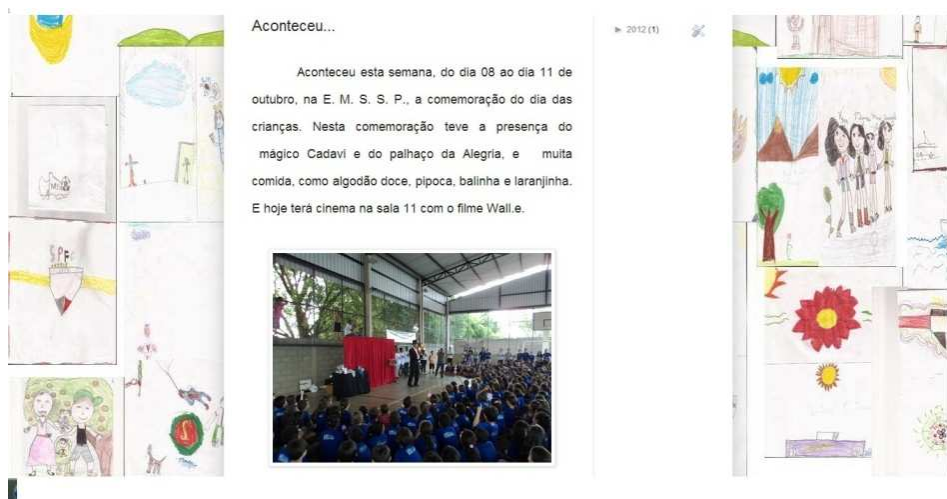 Aconteceu...
► 2012 (1)
Aconteceu esta semana, do dia 08 ao dia 11 de
outubro, na E. M. S. S. P., a comemoração do dia das
crianças. Nesta comemoração teve a presença do
mágico Cadavi e do palhaço da Alegria, e muita
comida, como algodão doce, pipoca, balinha e laranjinha.
E hoje terá cinema na sala 11 com o filme Wall.e.
SPFC